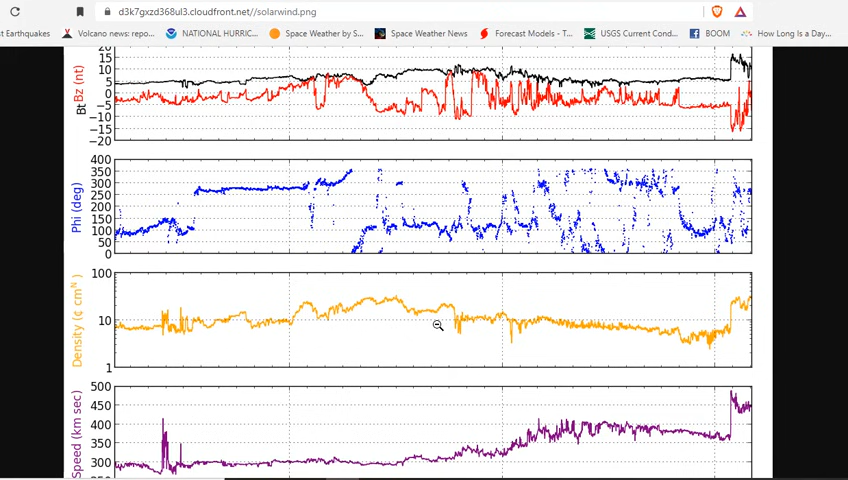 d3k7gxzd368ul3.cloudfront.net//solarwind.png
st Earthquakes
Volcano news: repo...
NATIONAL HURRIC...
Space Weather by S...
Space Weather News
Forecast Models - T...
USGS Current Cond...
BOOM
How Long Is a Day...
20
15
10
5
0
-5
-10
-15
-20
Bt Bz (nt)
400
350
300
250
200
150
100
50
0
Phi (deg)
100
10
1
Density (¢ cmᴺ )
500
450
400
350
300
Speed (km sec)